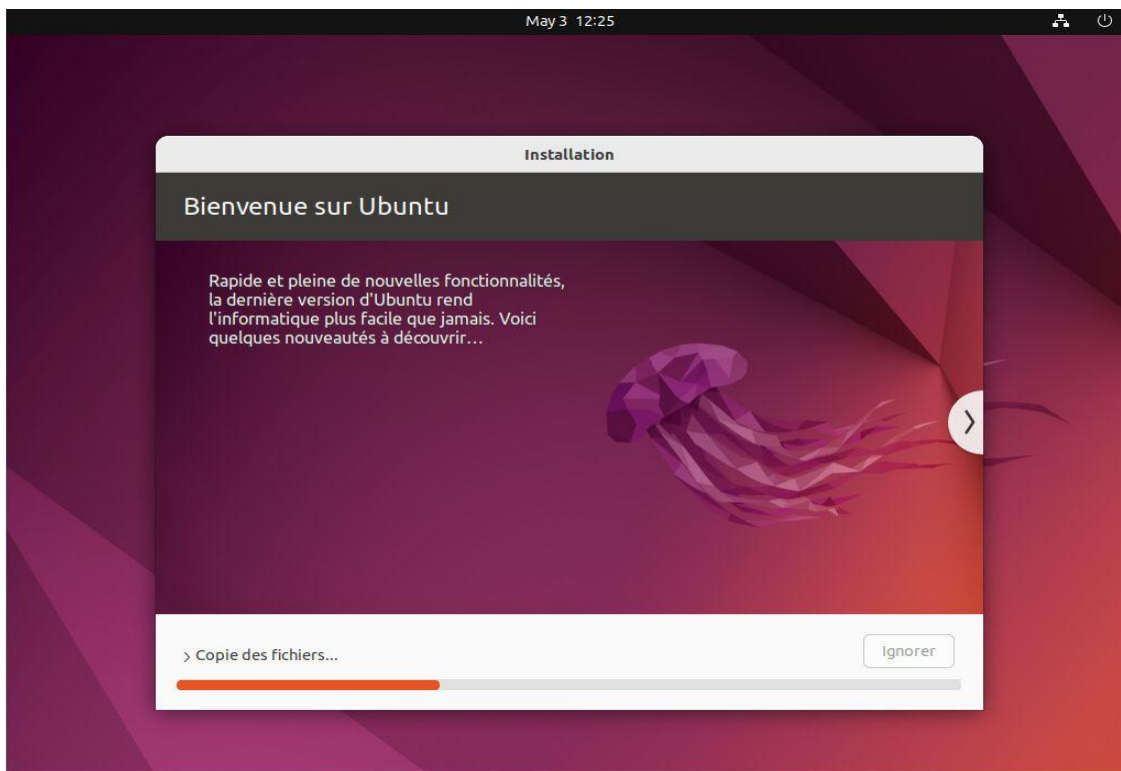 May 3 12:25
Installation
Bienvenue sur Ubuntu
Rapide et pleine de nouvelles fonctionnalités,
la dernière version d'Ubuntu rend
l'informatique plus facile que jamais. Voici
quelques nouveautés à découvrir…
> Copie des fichiers...
Ignorer